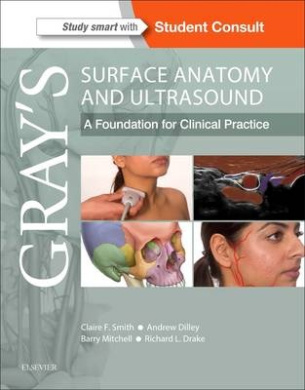 Study smart with Student Consult
GRAY'S
SURFACE ANATOMY
AND ULTRASOUND
A Foundation for Clinical Practice
Claire F. Smith ● Andrew Dilley
Barry Mitchell ● Richard L. Drake
ELSEVIER